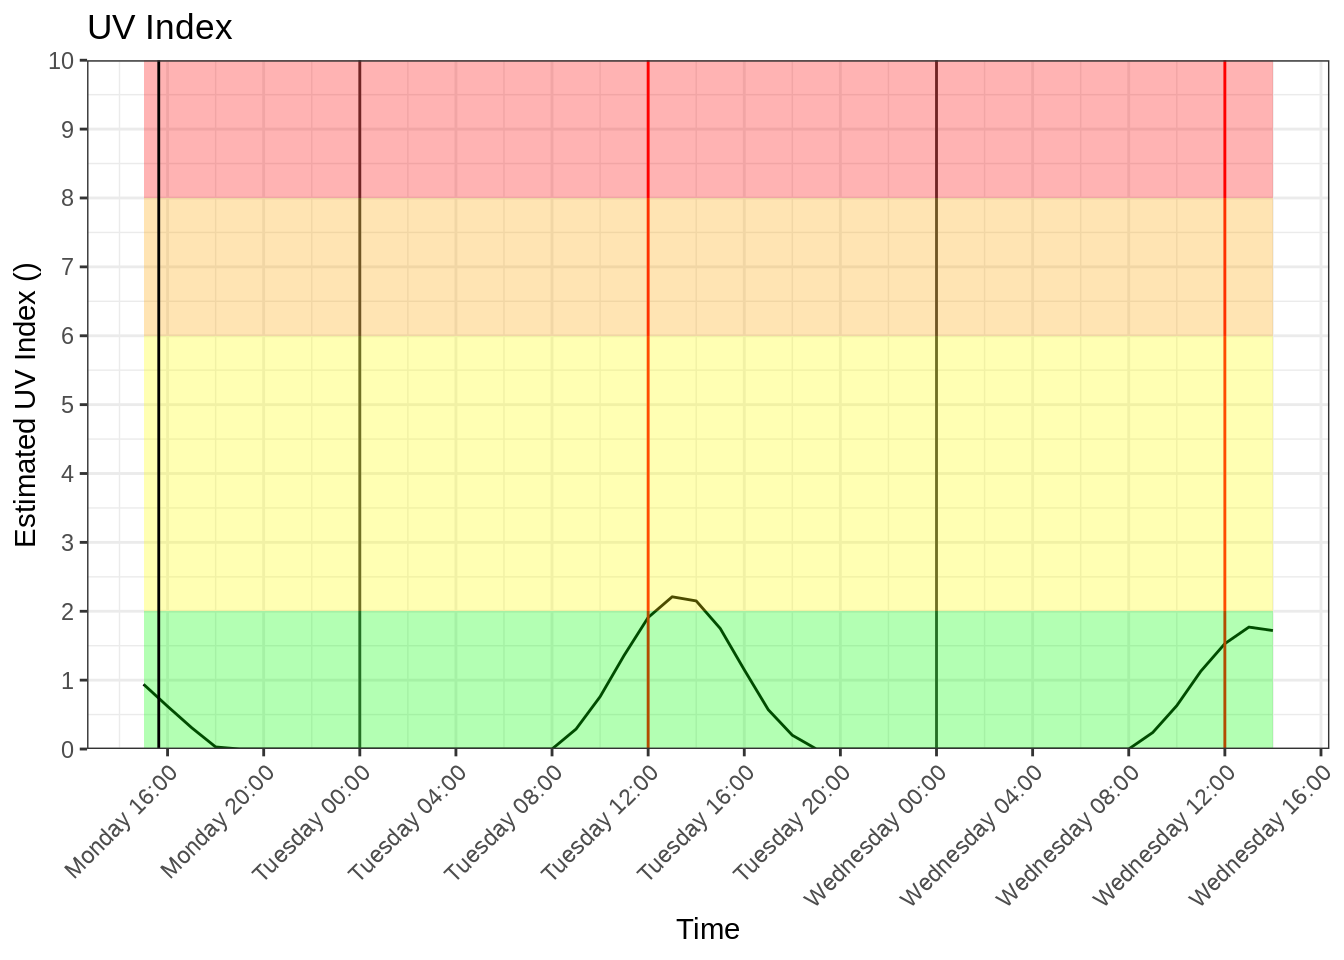 UV Index
Estimated UV Index ()
10
9
8
7
6
5
4
3
2
1
0
Monday 16:00
Monday 20:00
Tuesday 00:00
Tuesday 04:00
Tuesday 08:00
Tuesday 12:00
Tuesday 16:00
Tuesday 20:00
Wednesday 00:00
Wednesday 04:00
Wednesday 08:00
Wednesday 12:00
Wednesday 16:00
Time